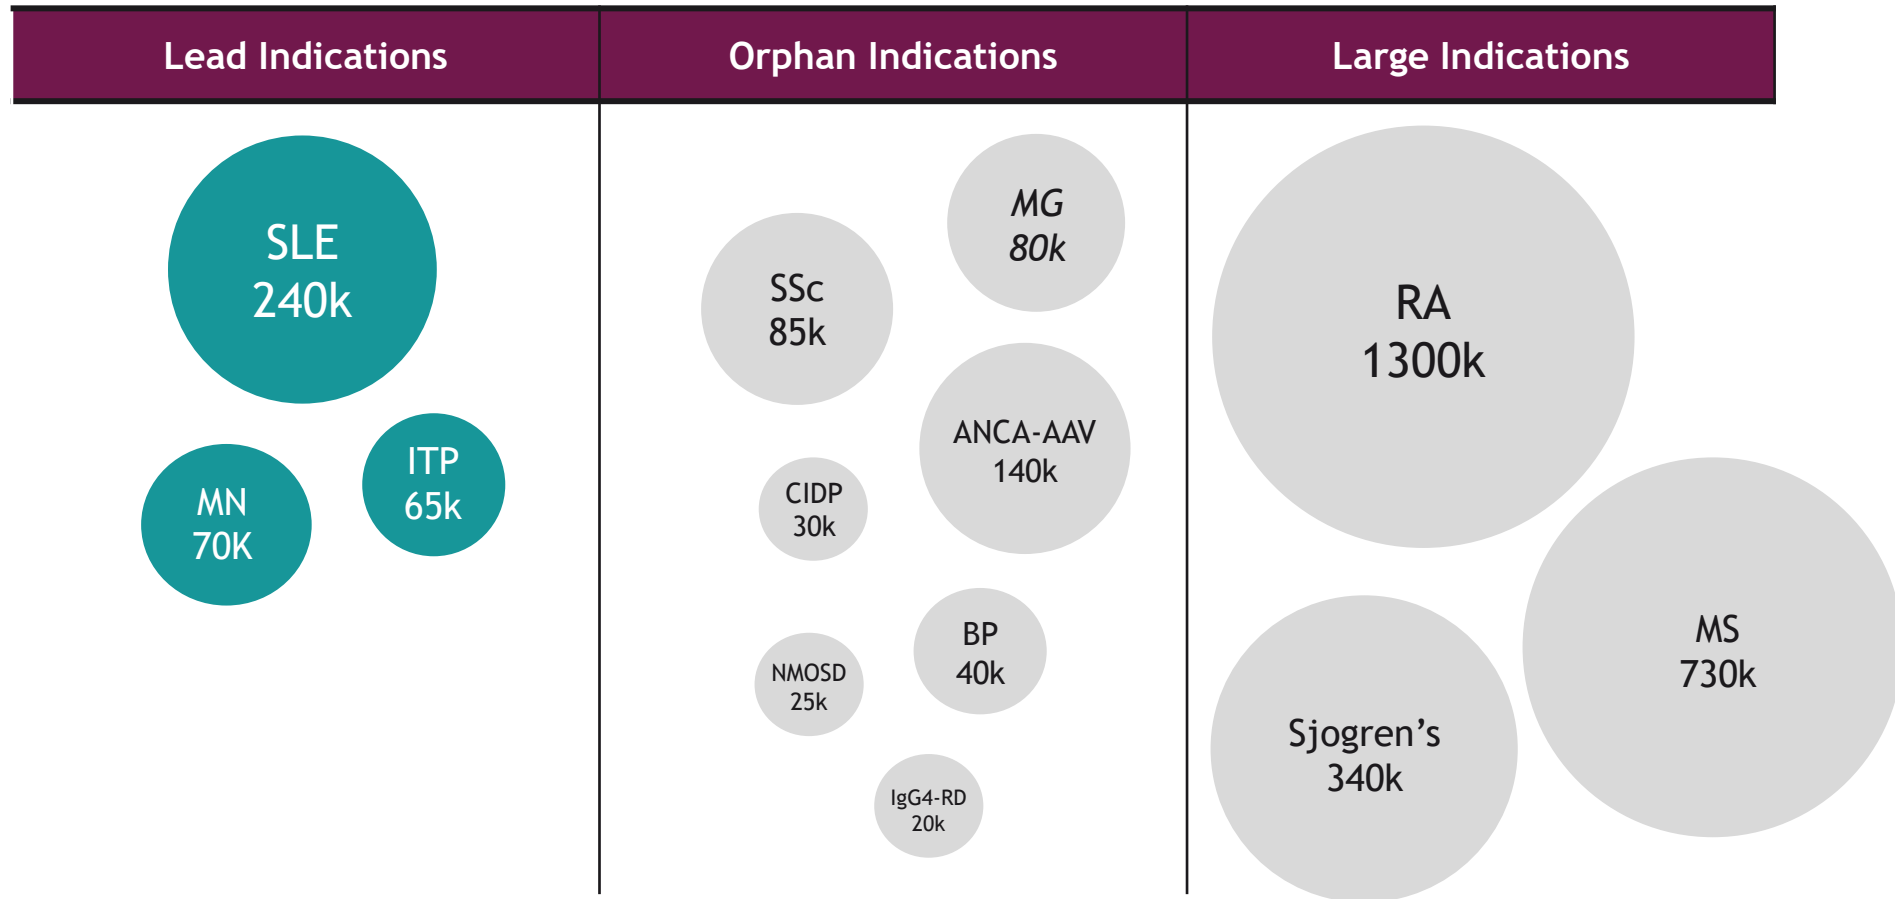 Lead Indications
Orphan Indications
Large Indications
SLE
240k
MN
70K
ITP
65k
MG
80k
SSc
85k
ANCA-AAV
140k
CIDP
30k
BP
40k
NMOSD
25k
IgG4-RD
20k
RA
1300k
MS
730k
Sjogren’s
340k